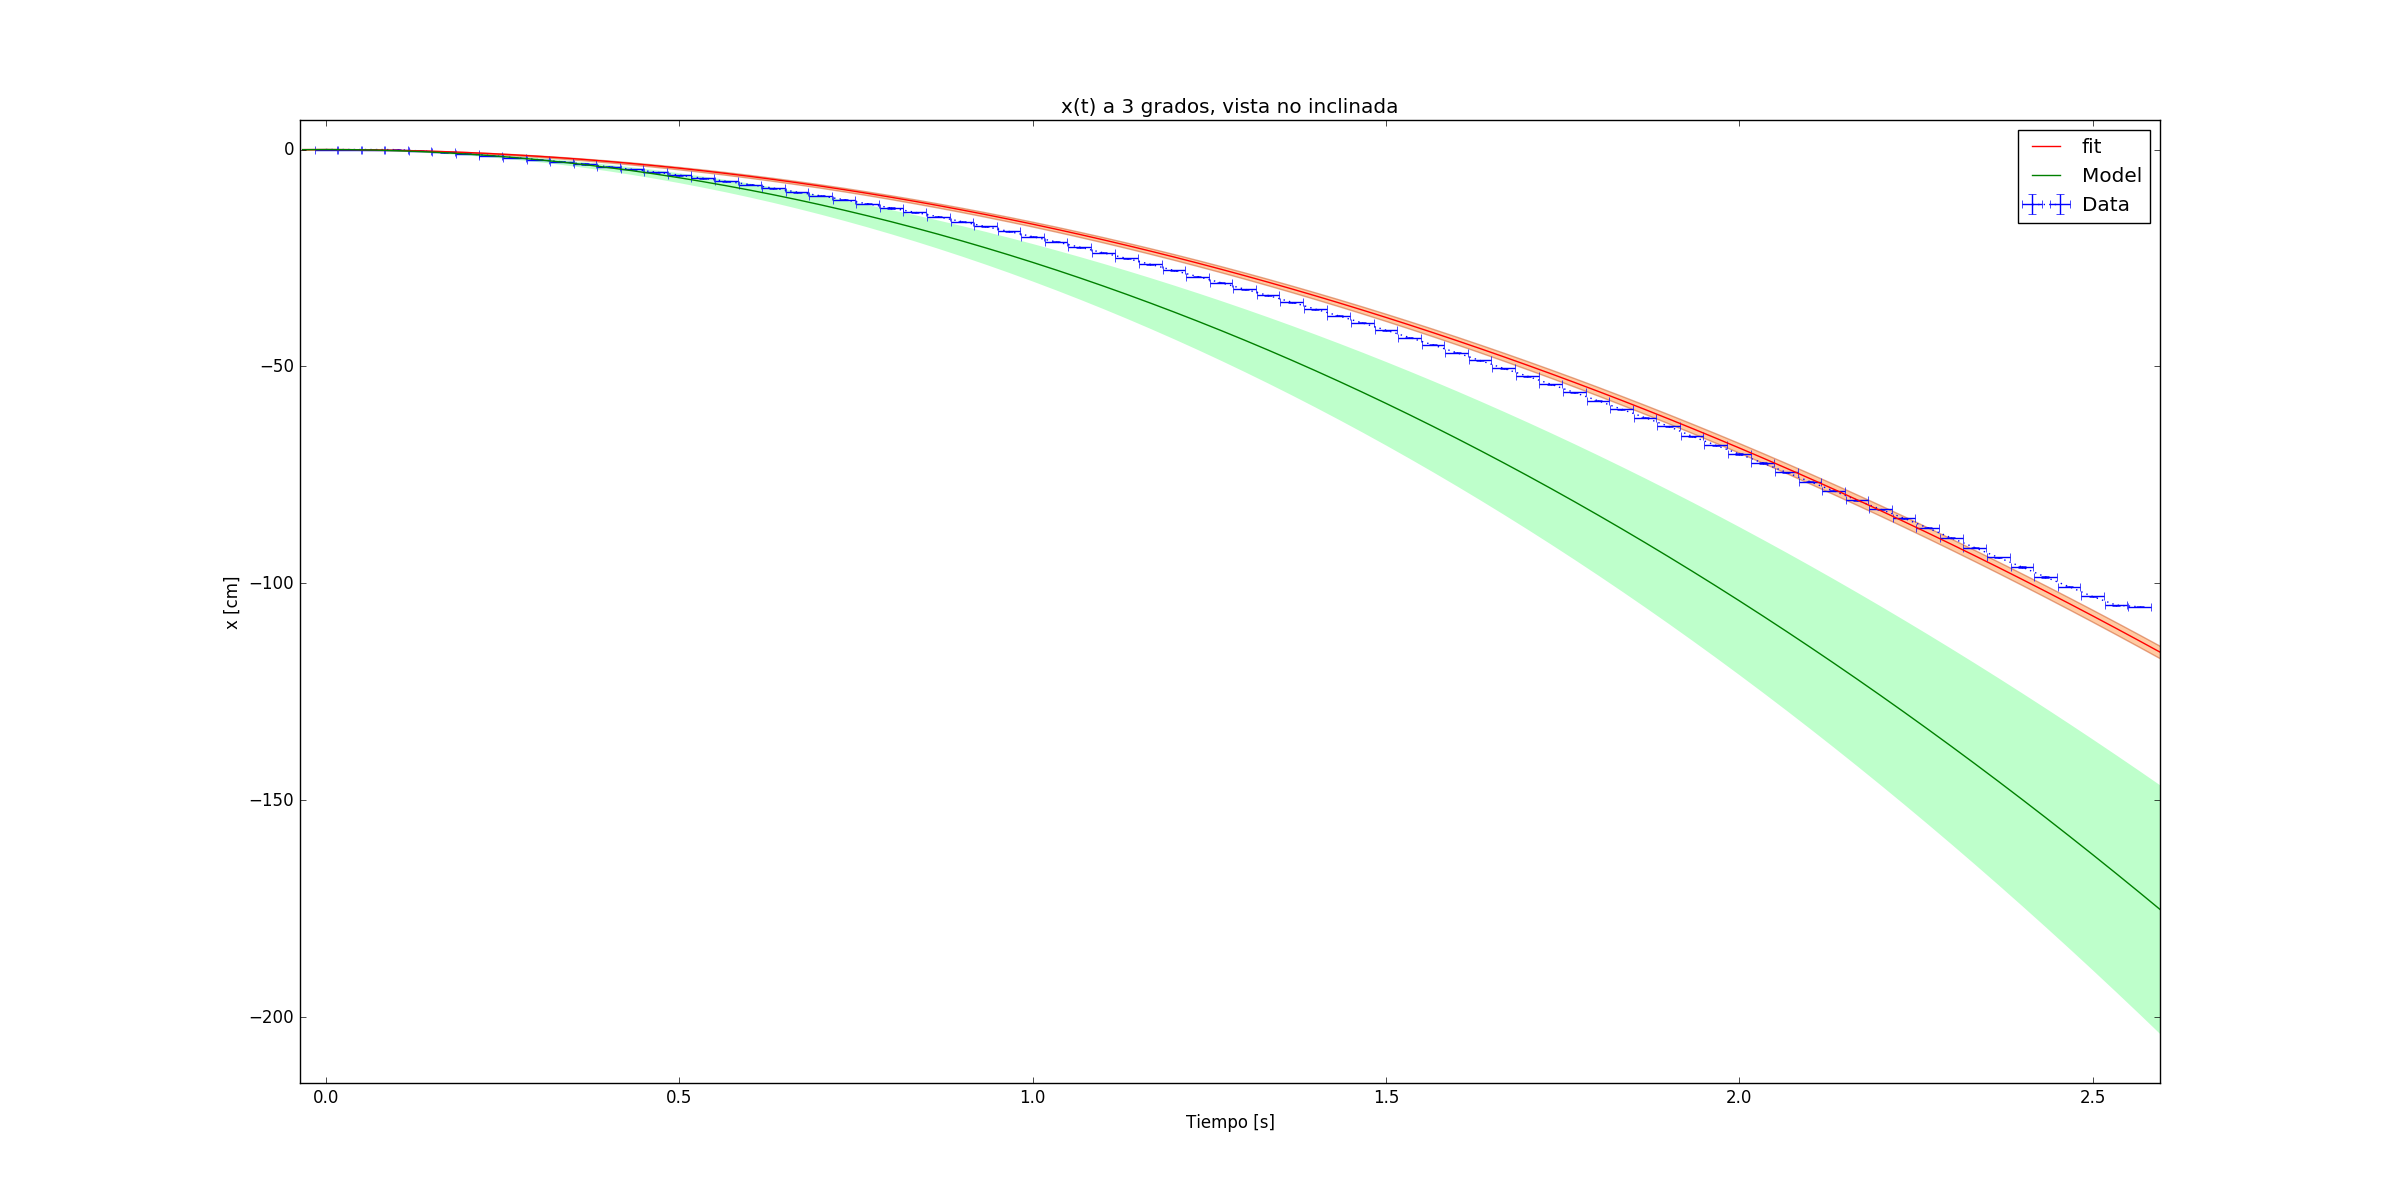 x(t) a 3 grados, vista no inclinada
fit
Model
Data
0
−50
−100
−150
−200
x [cm]
0.0 0.5 1.0 1.5 2.0 2.5
Tiempo [s]